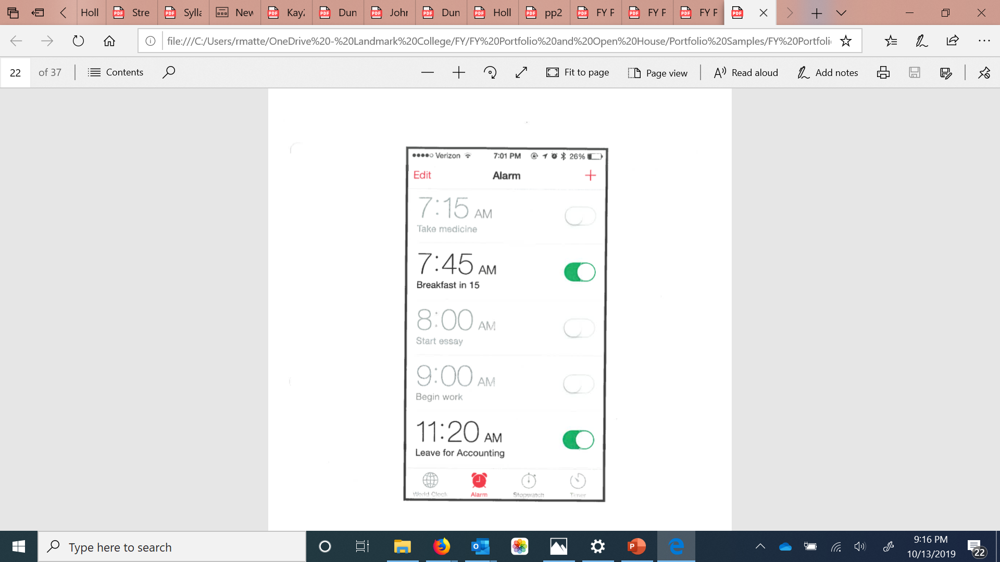 Holl Stre Sylla New Kay2 Dun Johr Dun Holl pp2 FY F FY F FY F
file:///C:/Users/rmatte/OneDrive%20-%20Landmark%20College/FY/FY%20Portfolio%20and%20Open%20House/Portfolio%20Samples/FY%20Portfolio
22 of 37 Contents Fit to page Page view Read aloud Add notes
Verizon 7:01 PM 26%
Edit Alarm +
7:15 AM
Take medicine
7:45 AM
Breakfast in 15
8:00 AM
Start essay
9:00 AM
Begin work
11:20 AM
Leave for Accounting
World Clock Alarm Stopwatch Timer
Type here to search
9:16 PM
10/13/2019
22